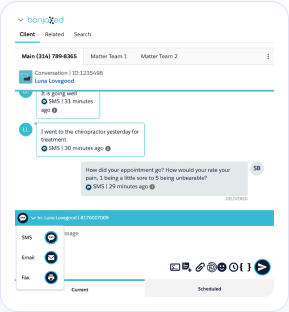 banjaxed
Client Related Search
Main (314) 789-8365 Matter Team 1 Matter Team 2
Conversation | ID:1235498
Luna Lovegood
LL
It is going well
SMS | 31 minutes
ago
LL
I went to the chiropractor yesterday for
treatment
SMS | 30 minutes ago
SB
How did your appointment go? How would your rate your
pain, 1 being a little sore to 5 being unbearable?
SMS | 29 minutes ago
DELIVERED
to: Luna Lovegood | 8176007009
SMS
Email
Fax
Current Scheduled